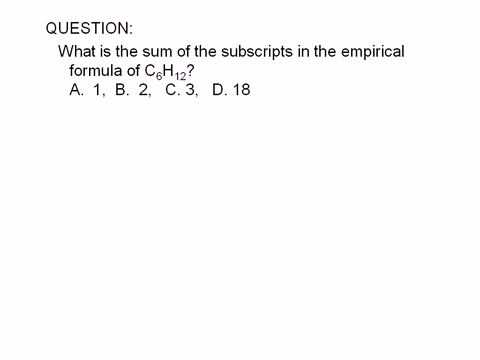 QUESTION:
What is the sum of the subscripts in the empirical
formula of C₆H₁₂?
A. 1, B. 2, C. 3, D. 18